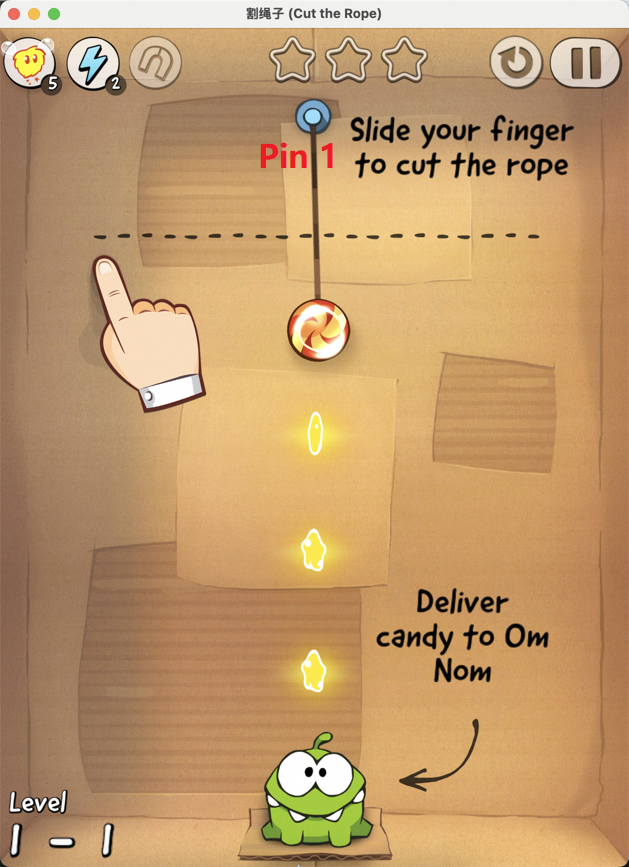 割绳子 (Cut the Rope)
5
2
Pin 1
Slide your finger
to cut the rope
Deliver
candy to Om
Nom
Level
1 - 1